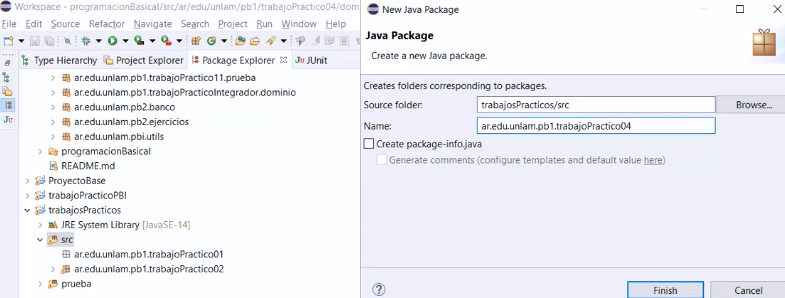 Workspace - programacionBasical/src/ar/edu/unlam/pb1/trabajoPractico04/dom
File Edit Source Refactor Navigate Search Project Run Window Help
Type Hierarchy Project Explorer Package Explorer JUnit
ar.edu.unlam.pb1.trabajoPractico11.prueba
ar.edu.unlam.pb1.trabajoPracticoIntegrador.dominio
ar.edu.unlam.pb2.banco
ar.edu.unlam.pb2.ejercicios
ar.edu.unlam.pbi.utils
programacionBasical
README.md
ProyectoBase
trabajoPracticoPBI
trabajosPracticos
JRE System Library [JavaSE-14]
src
ar.edu.unlam.pb1.trabajoPractico01
ar.edu.unlam.pb1.trabajoPractico02
prueba
New Java Package
Java Package
Create a new Java package.
Creates folders corresponding to packages.
Source folder: trabajosPracticos/src Browse...
Name: ar.edu.unlam.pb1.trabajoPractico04
Create package-info.java
Generate comments (configure templates and default value here)
Finish Cancel